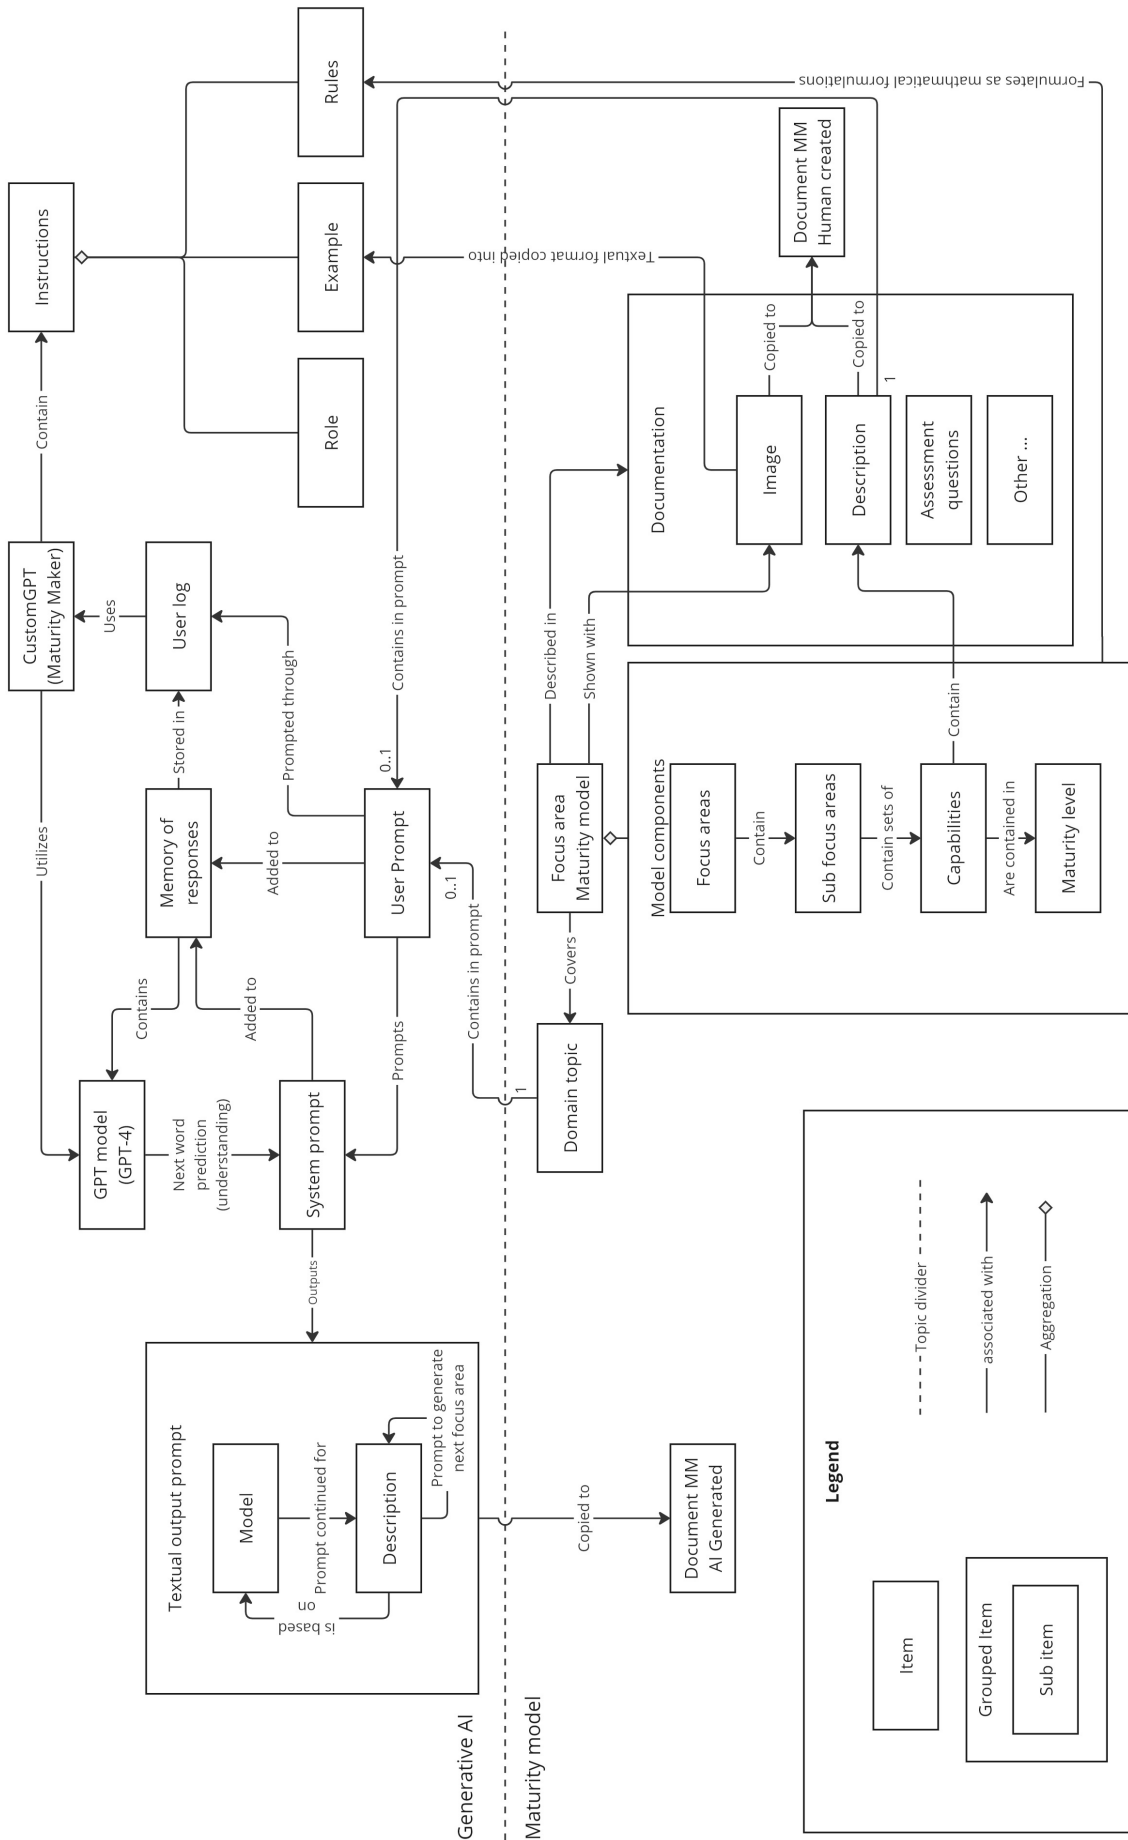 Textual output prompt
Model
Prompt continued for
Description
is based
on
Prompt to generate
next focus area
Outputs
GPT model
(GPT-4)
Next word
prediction
(understanding)
System prompt
Contains
Added to
Prompts
Utilizes
Memory of
responses
Added to
User Prompt
0..1
0..1
Stored in
Prompted through
Contains in prompt
CustomGPT
(Maturity Maker)
Uses
User log
Contain
Instructions
Role
Example
Rules
Generative AI
Maturity model
Copied to
Document MM
AI Generated
Domain topic
1
Contains in prompt
Covers
Focus area
Maturity model
Described in
Shown with
Model components
Focus areas
Contain
Sub focus areas
Contain sets of
Capabilities
Are contained in
Maturity level
Contain
Documentation
Image
Description
1
Assessment
questions
Other ...
Copied to
Copied to
Textual format copied into
Document MM
Human created
Formulates as mathmatical formulations
Legend
Item
Grouped Item
Sub item
Topic divider
associated with
Aggregation